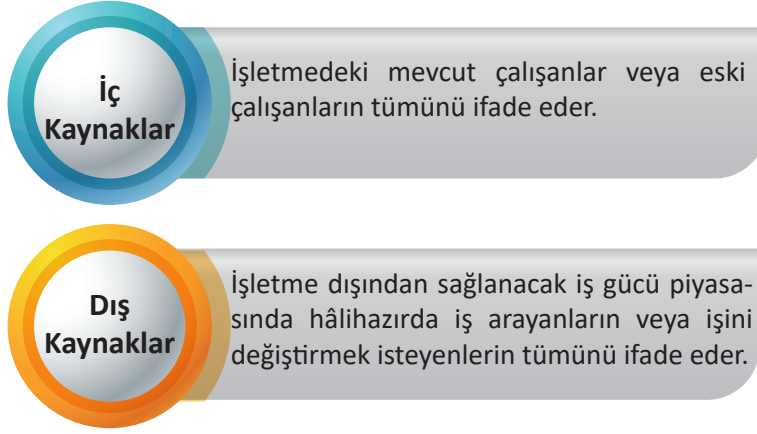 İç
Kaynaklar
İşletmedeki mevcut çalışanlar veya eski
çalışanların tümünü ifade eder.
Dış
Kaynaklar
İşletme dışından sağlanacak iş gücü piyasa-
sında hâlihazırda iş arayanların veya işini
değiştirmek isteyenlerin tümünü ifade eder.